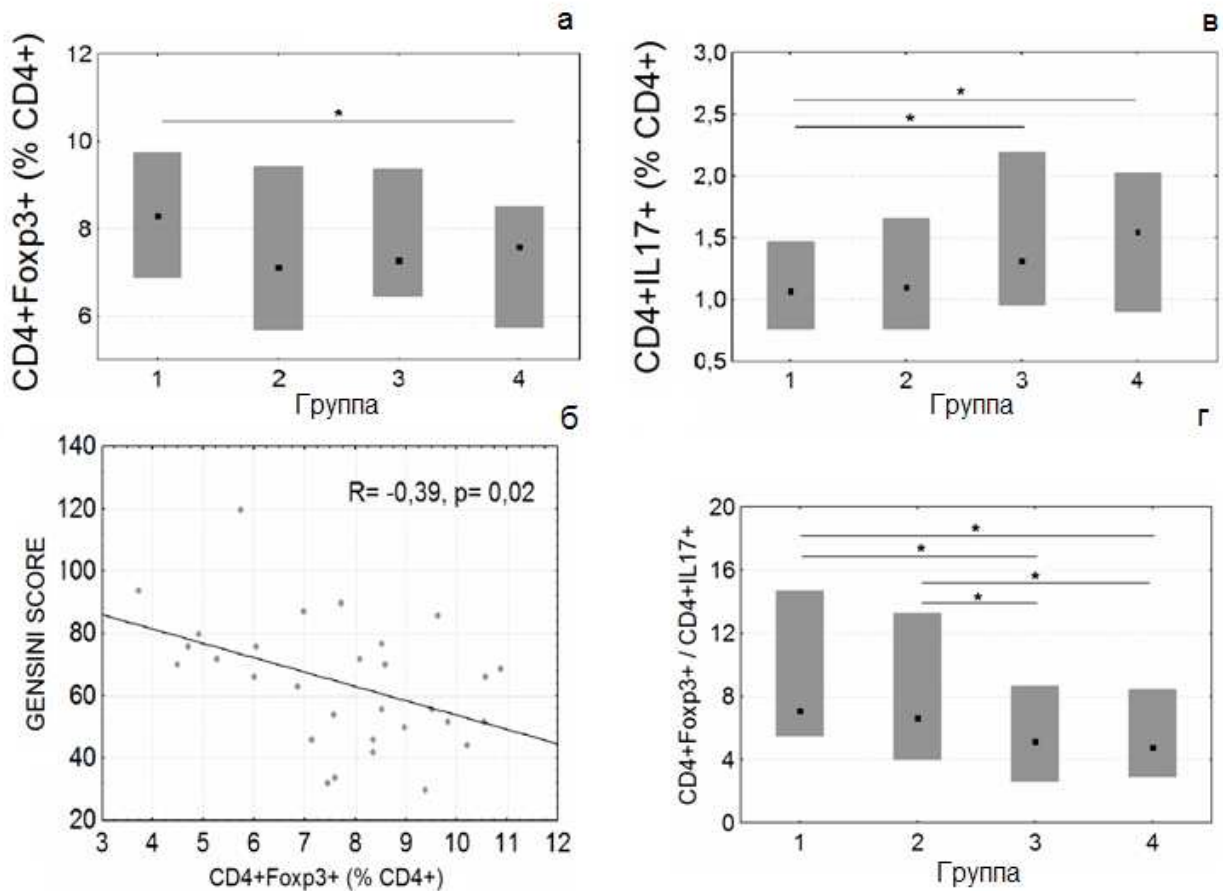 а
CD4+Foxp3+ (% CD4+)
12
10
8
6
*
1 2 3 4
Группа
в
CD4+IL17+ (% CD4+)
3,0
2,5
2,0
1,5
1,0
0,5
*
*
1 2 3 4
Группа
б
GENSINI SCORE
140
120
100
80
60
40
20
R= -0,39, p= 0,02
3 4 5 6 7 8 9 10 11 12
CD4+Foxp3+ (% CD4+)
г
CD4+Foxp3+ / CD4+IL17+
20
16
12
8
4
0
*
*
*
*
1 2 3 4
Группа